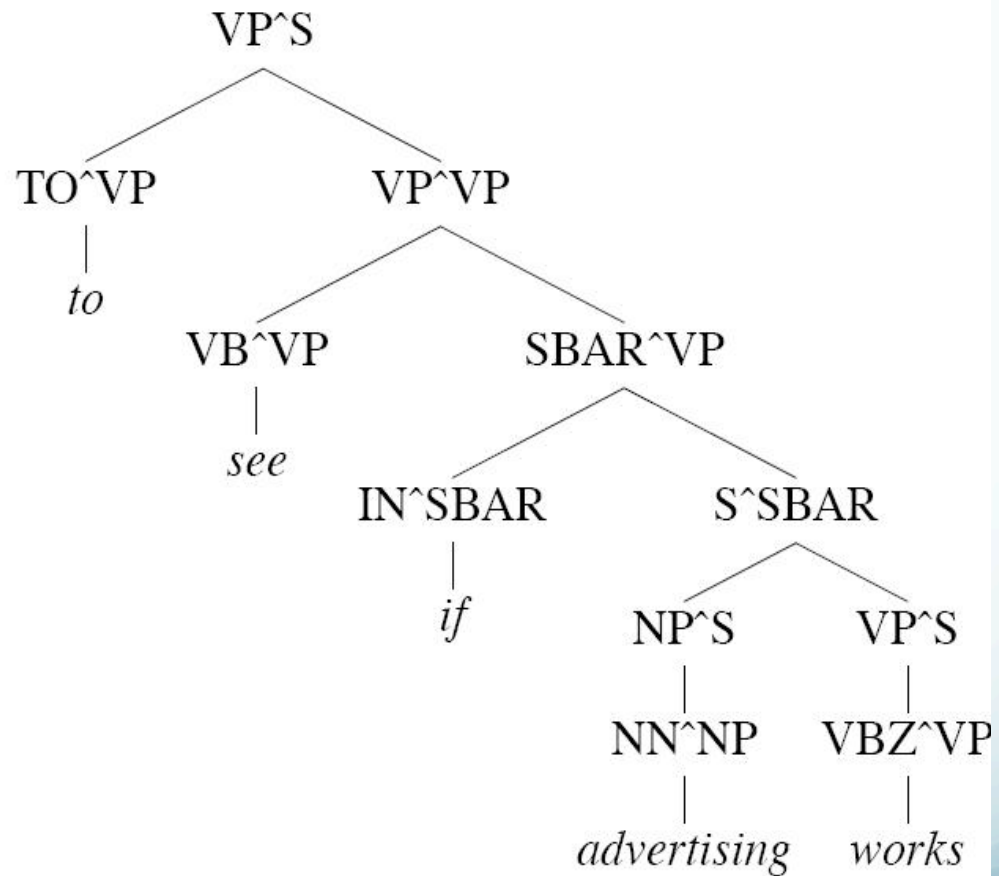 VP^S
TO^VP VP^VP
to
VB^VP SBAR^VP
see
IN^SBAR S^SBAR
if
NP^S VP^S
NN^NP VBZ^VP
advertising works